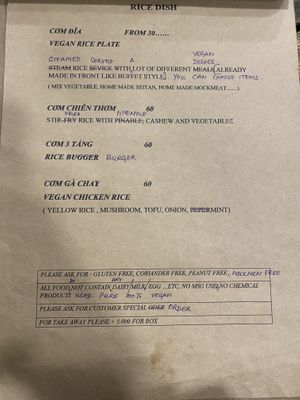 RICE DISH
CƠM ĐĨA FROM 30……
VEGAN RICE PLATE
STEAMED SERVED A VEGAN DISHES
STEAM RICE SEVICE WITH LOT OF DIFFERENT MEALS (ALREADY
MADE IN FRONT LIKE BUFFET STYLE). YOU CAN CHOOSE ITEMS.
( MIX VEGETABLE, HOME MADE SEITAN, HOME MADE MOCKMEAT…… )
CƠM CHIÊN THƠM 60
FRIED PINEAPPLE
STIR-FRY RICE WITH PINABLE, CASHEW AND VEGETABLES
CƠM 3 TẦNG 60
RICE BUGGER BURGER
CƠM GÀ CHAY 60
VEGAN CHICKEN RICE
( YELLOW RICE , MUSHROOM, TOFU, ONION, PEPERMINT)
PLEASE ASK FOR : GLUTEN FREE, CORIANDER FREE, PEANUT FREE , MOCKMEAT FREE
ANY
ALL FOOD NOT CONTAIN DAIRY MILK, EGG ...ETC, NO MSG USED, NO CHEMICAL
PRODUCTS USED. PURE 100% VEGAN
PLEASE ASK FOR CUSTOMER SPECIAL ODER ORDER
FOR TAKE AWAY PLEASE + 5.000 FOR BOX